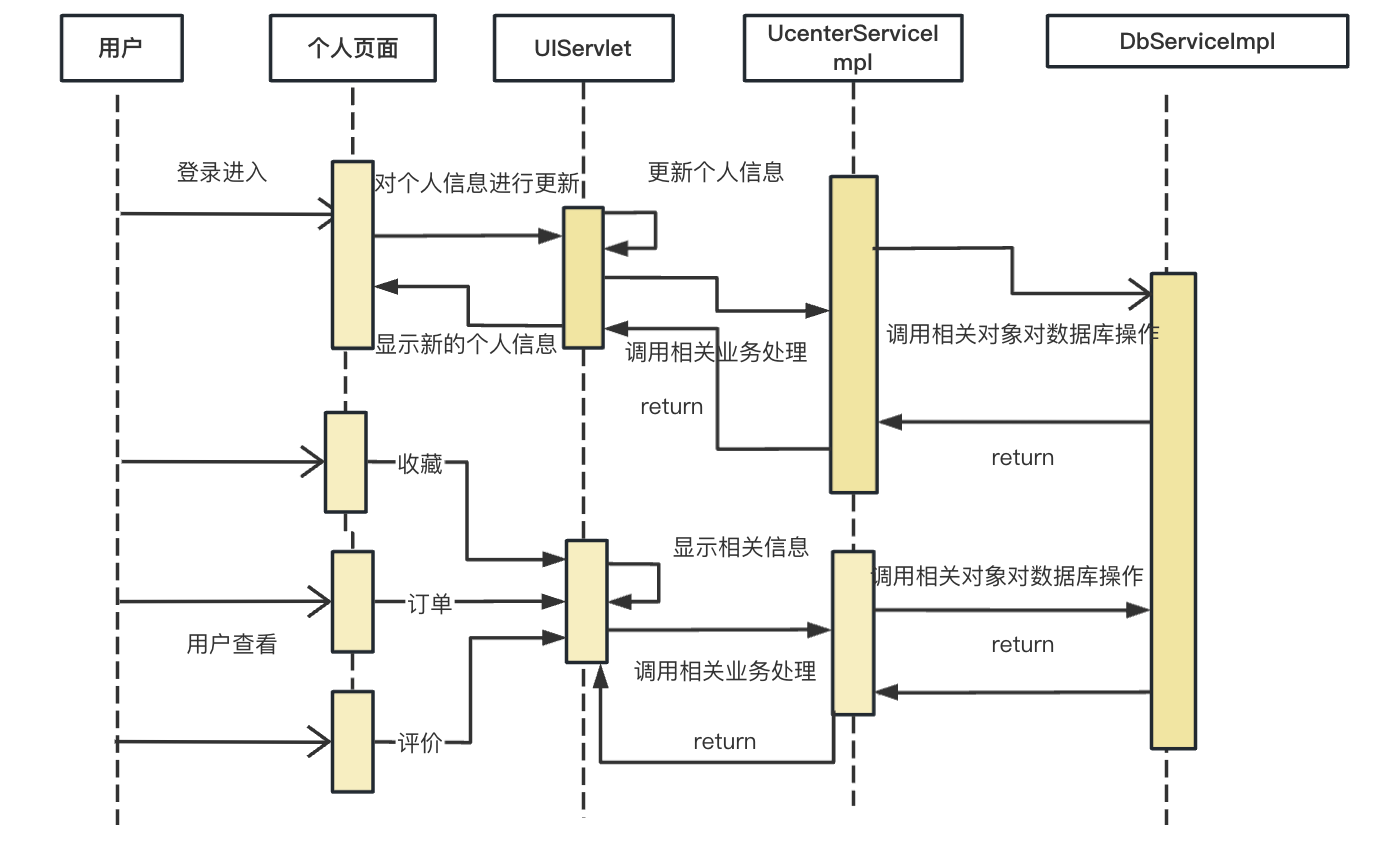 用户
个人页面
UIServlet
UcenterServiceI
mpl
DbServiceImpl
登录进入
对个人信息进行更新
更新个人信息
调用相关对象对数据库操作
显示新的个人信息
调用相关业务处理
return
return
收藏
显示相关信息
调用相关对象对数据库操作
订单
用户查看
return
调用相关业务处理
评价
return